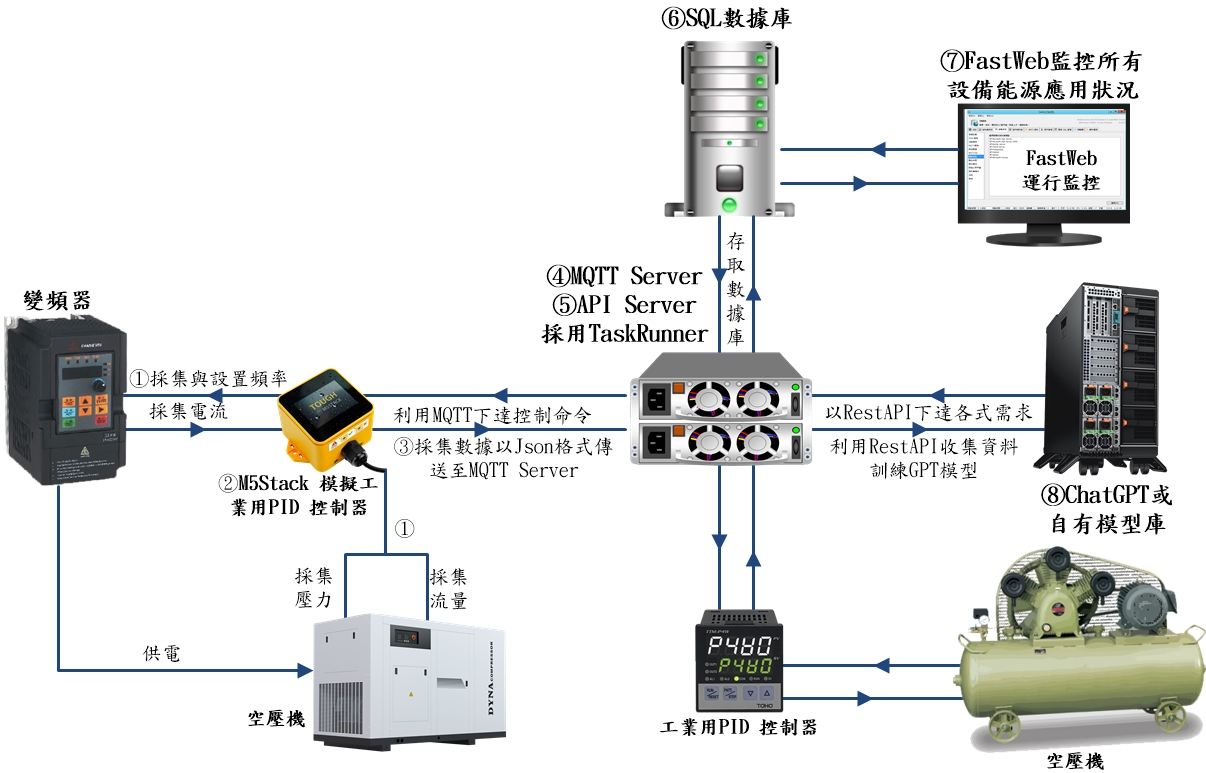 ⑥SQL數據庫
⑦FastWeb監控所有
設備能源應用狀況
FastWeb
運行監控
存取數據庫
④MQTT Server
⑤API Server
採用TaskRunner
變頻器
①採集與設置頻率
採集電流
TOUGH
利用MQTT下達控制命令
③採集數據以Json格式傳
送至MQTT Server
以RestAPI下達各式需求
利用RestAPI收集資料
訓練GPT模型
②M5Stack 模擬工
業用PID 控制器
⑧ChatGPT或
自有模型庫
①
採集
壓力
採集
流量
供電
DYNA COMPRESSOR
空壓機
TTM-P4W
P480
P480
TOHO
工業用PID 控制器
空壓機